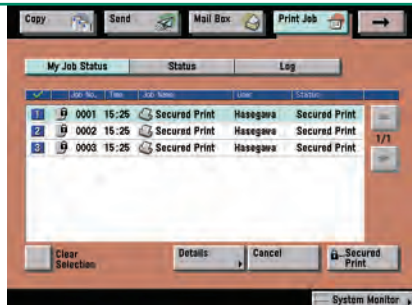 Copy Send Mail Box Print Job
My Job Status Status Log
Job No. Time Job Name User Status
1 0001 15:25 Secured Print Hasegawa Secured Print
2 0002 15:25 Secured Print Hasegawa Secured Print
3 0003 15:25 Secured Print Hasegawa Secured Print
1/1
Clear Selection Details Cancel Secured Print
System Monitor